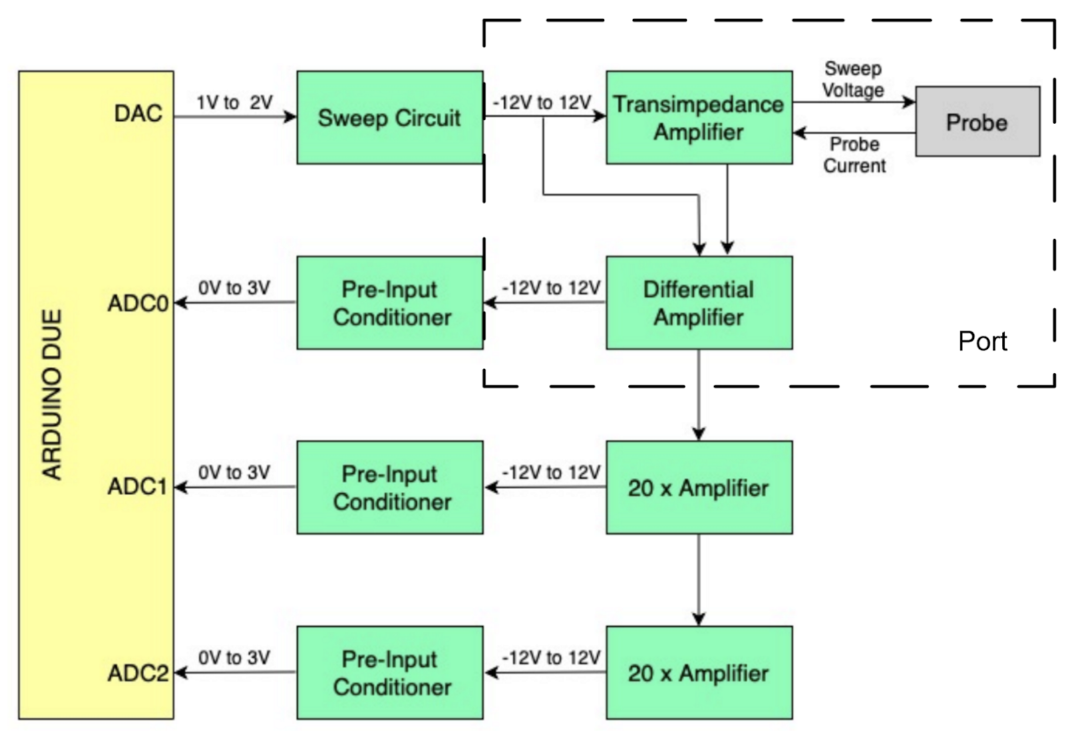 DAC
1V to 2V
Sweep Circuit
-12V to 12V
Transimpedance
Amplifier
Sweep
Voltage
Probe
Current
Probe
ARDUINO DUE
ADC0
0V to 3V
Pre-Input
Conditioner
-12V to 12V
Differential
Amplifier
Port
ADC1
0V to 3V
Pre-Input
Conditioner
-12V to 12V
20 x Amplifier
ADC2
0V to 3V
Pre-Input
Conditioner
-12V to 12V
20 x Amplifier